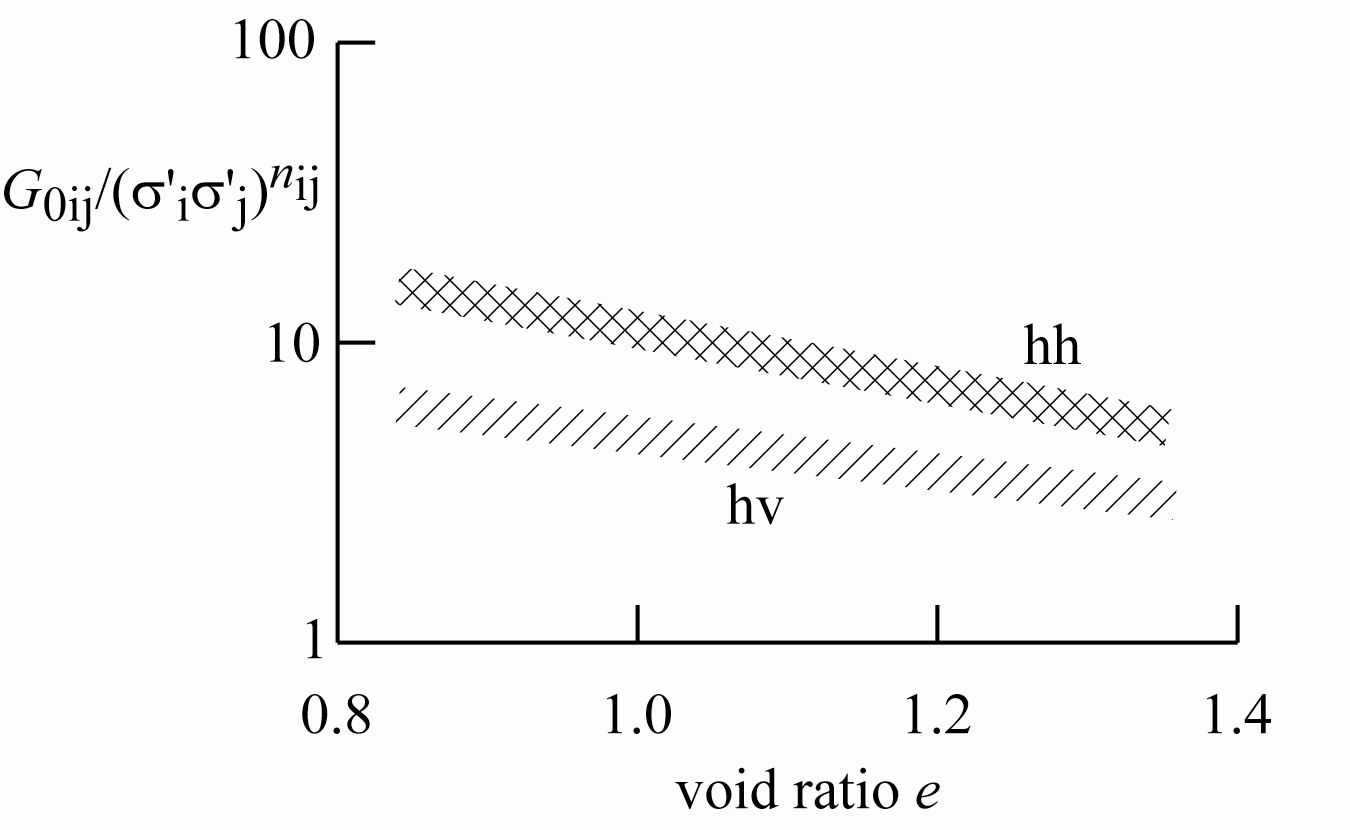 100
G0ij/(σ'iσ'j)nij
10
hh
hv
1
0.8 1.0 1.2 1.4
void ratio e